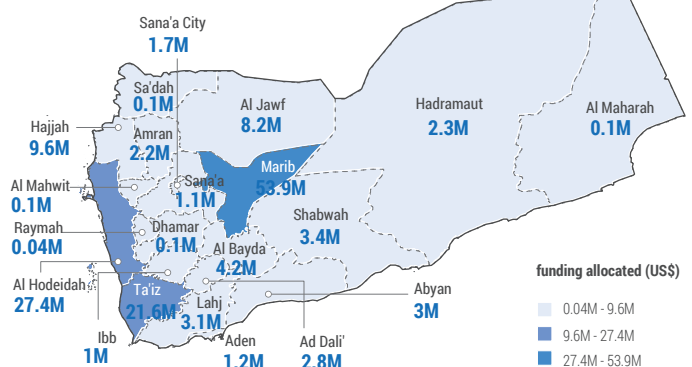 Sana'a City
1.7M
Sa'dah
0.1M
Al Jawf
8.2M
Hadramaut
2.3M
Al Maharah
0.1M
Hajjah
9.6M
Amran
2.2M
Marib
53.9M
Al Mahwit
0.1M
Sana'a
1.1M
Shabwah
3.4M
Raymah
0.04M
Dhamar
0.1M
Al Bayda
4.2M
Al Hodeidah
27.4M
Ta'iz
21.6M
Lahj
3.1M
Abyan
3M
Ibb
1M
Aden
1.2M
Ad Dali'
2.8M
funding allocated (US$)
0.04M - 9.6M
9.6M - 27.4M
27.4M - 53.9M